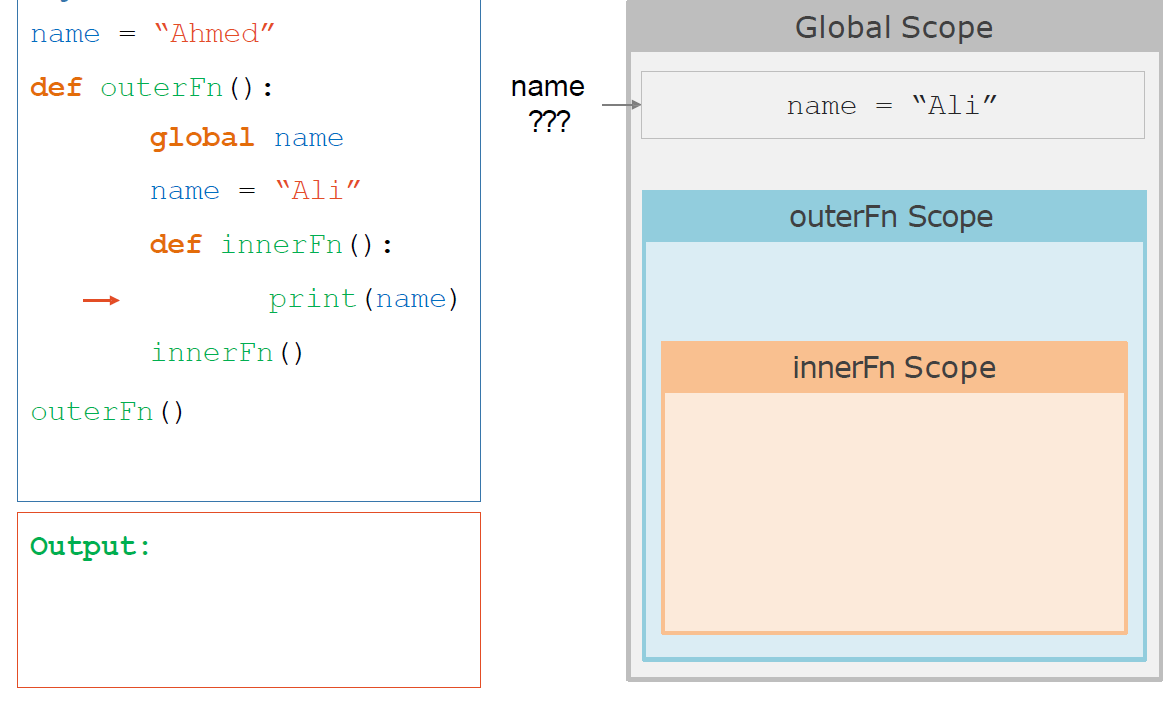 name = “Ahmed”
def outerFn():
global name
name = “Ali”
def innerFn():
print(name)
innerFn()
outerFn()
Output:
name
???
Global Scope
name = “Ali”
outerFn Scope
innerFn Scope